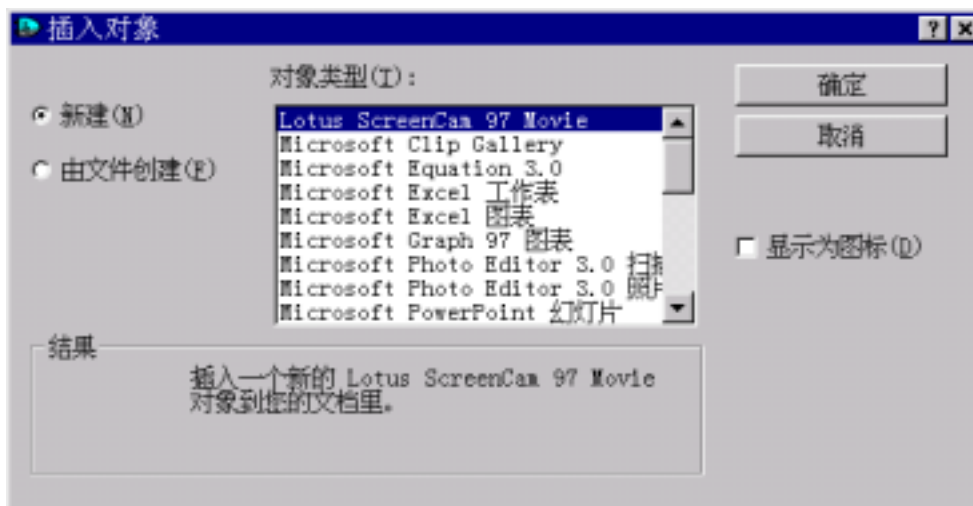 插入对象
对象类型(T):
新建(N)
由文件创建(F)
Lotus ScreenCam 97 Movie
Microsoft Clip Gallery
Microsoft Equation 3.0
Microsoft Excel 工作表
Microsoft Excel 图表
Microsoft Graph 97 图表
Microsoft Photo Editor 3.0 扫描
Microsoft Photo Editor 3.0 照片
Microsoft PowerPoint 幻灯片
确定
取消
显示为图标(D)
结果
插入一个新的 Lotus ScreenCam 97 Movie
对象到您的文档里。